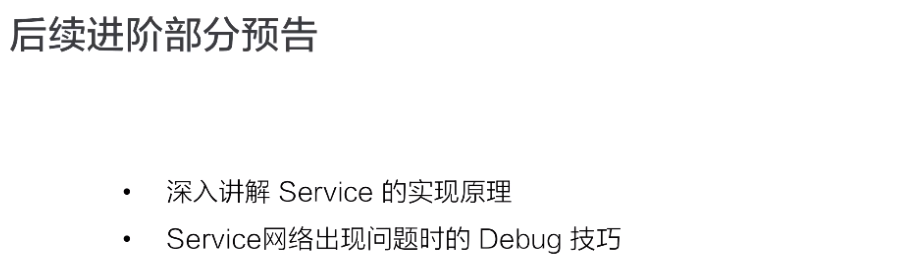 后续进阶部分预告
• 深入讲解 Service 的实现原理
• Service网络出现问题时的 Debug 技巧